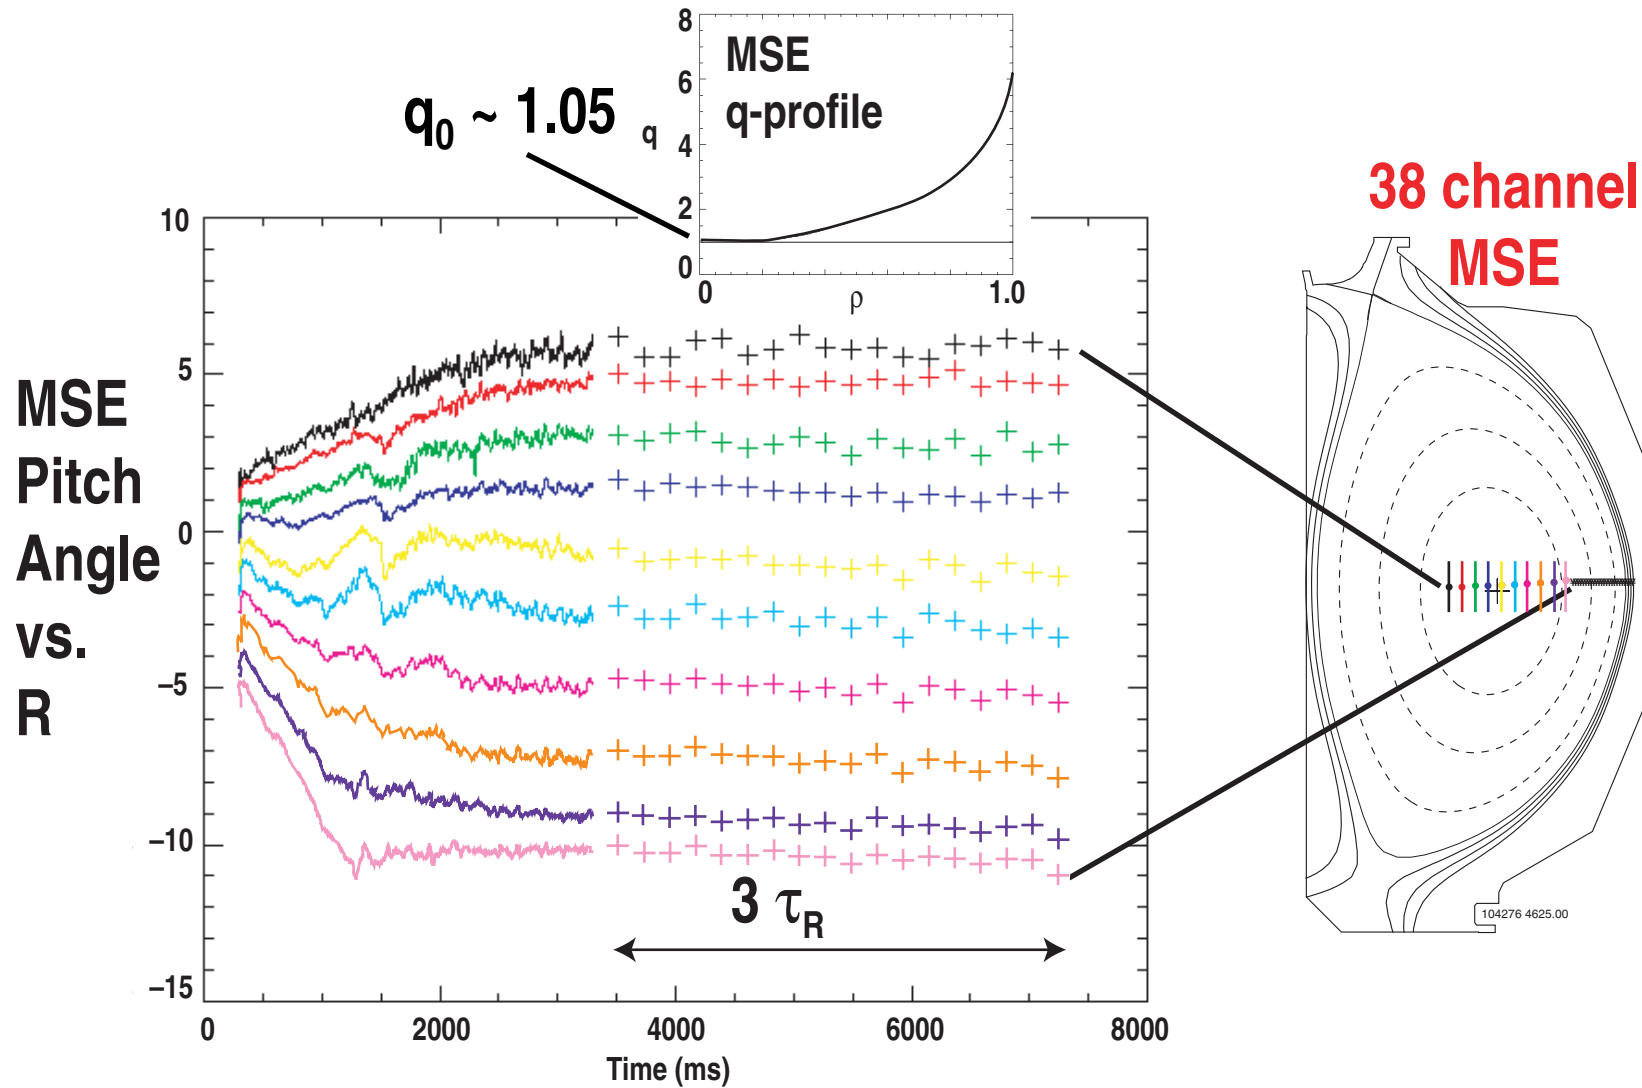 8
6
4
2
0
q
MSE
q-profile
0
ρ
1.0
q0 ~ 1.05
38 channel
MSE
MSE
Pitch
Angle
vs.
R
10
5
0
−5
−10
−15
3 τR
0
2000
4000
6000
8000
Time (ms)
104276 4625.00